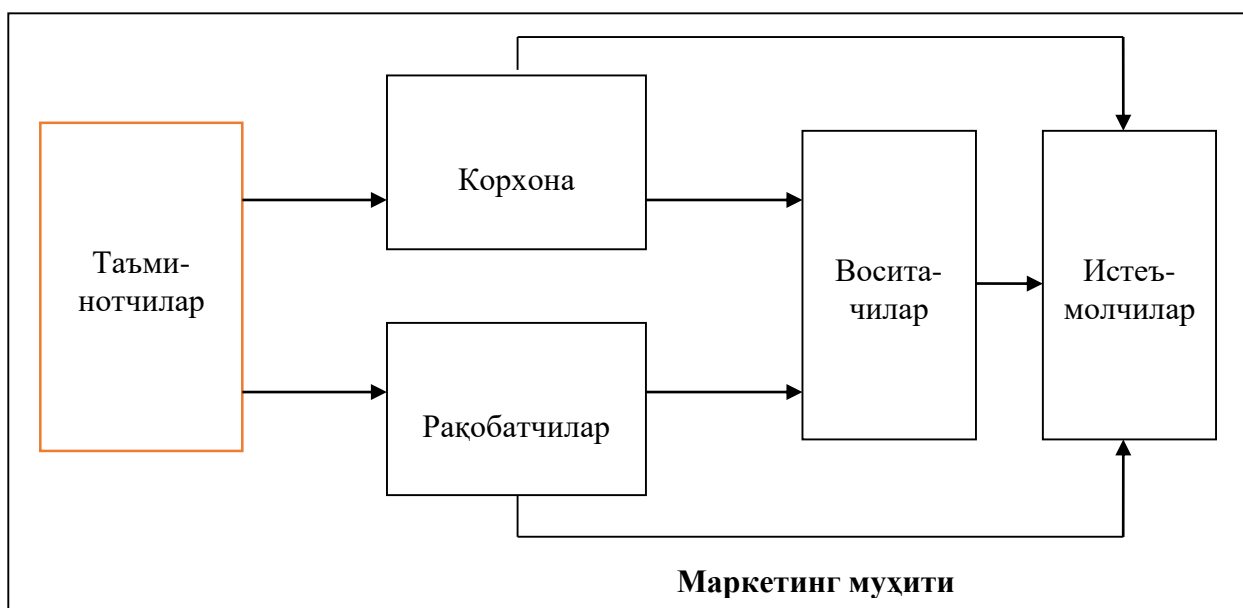 Таъми-
нотчилар
Корхона
Рақобатчилар
Восита-
чилар
Истеъ-
молчилар
Маркетинг муҳити